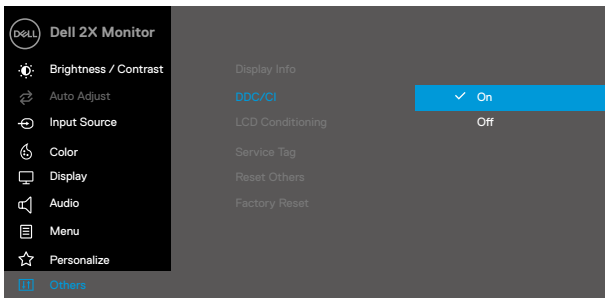 DELL Dell 2X Monitor
Brightness / Contrast
Auto Adjust
Input Source
Color
Display
Audio
Menu
Personalize
Others
Display Info
DDC/CI
LCD Conditioning
Service Tag
Reset Others
Factory Reset
On
Off